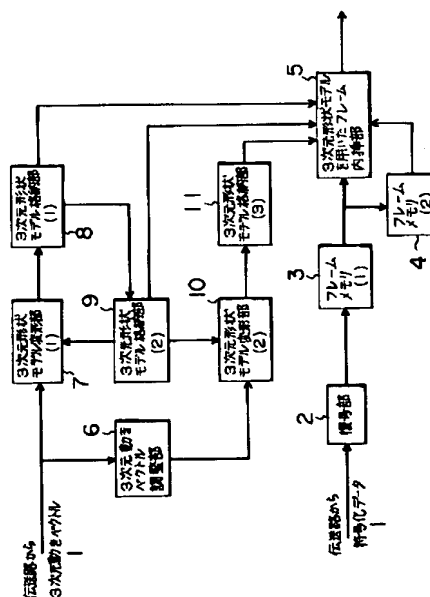 伝送路から
3次元動きベクトル
1
3次元形状
モデル変形部
(1)
7
3次元形状
モデル格納部
(1)
8
3次元動き
ベクトル
調整部
6
3次元形状
モデル格納部
(2)
9
3次元形状
モデル変形部
(2)
10
3次元形状
モデル格納部
(3)
11
3次元形状モデル
を用いたフレーム
内挿部
5
伝送路から
符号化データ
1
復号部
2
フレーム
メモリ
(1)
3
フレーム
メモリ
(2)
4